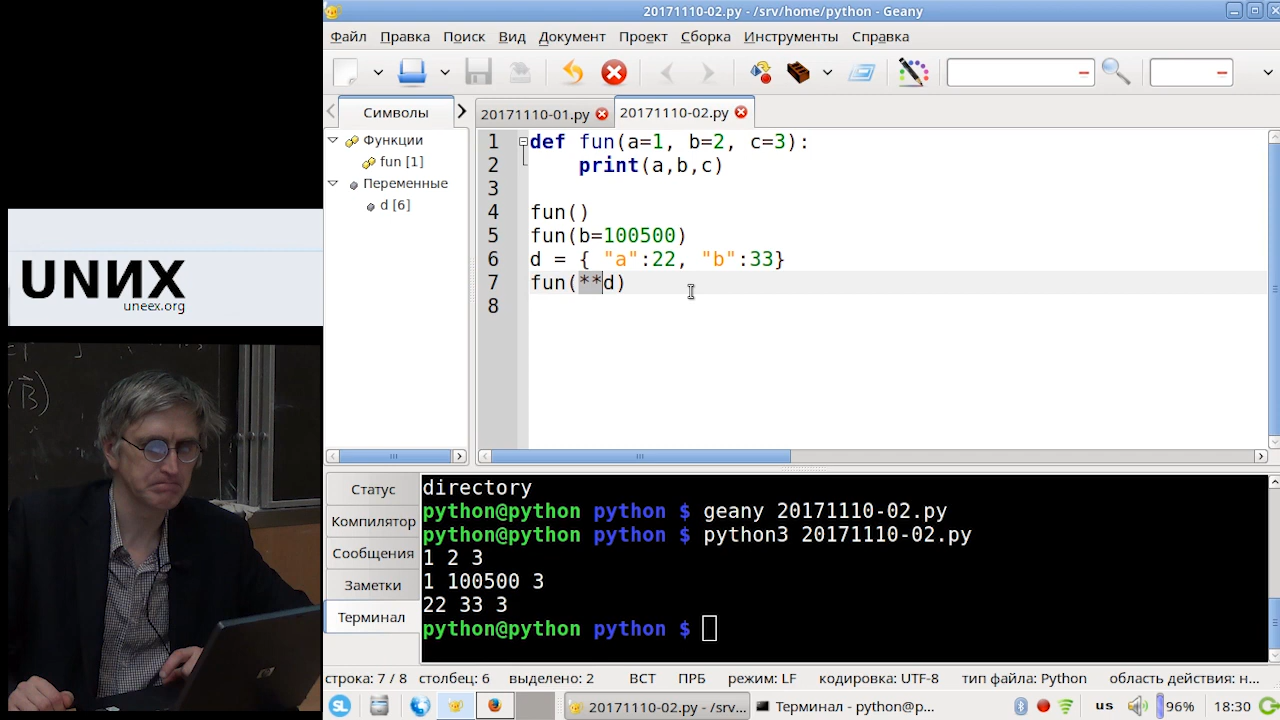 20171110-02.py - /srv/home/python - Geany
Файл Правка Поиск Вид Документ Проект Сборка Инструменты Справка
Символы
20171110-01.py 20171110-02.py
Функции
fun [1]
Переменные
d [6]
1 def fun(a=1, b=2, c=3):
2 print(a,b,c)
3
4 fun()
5 fun(b=100500)
6 d = { "a":22, "b":33}
7 fun(**d)
8
UNИX
uneex.org
Статус
Компилятор
Сообщения
Заметки
Терминал
directory
python@python python $ geany 20171110-02.py
python@python python $ python3 20171110-02.py
1 2 3
1 100500 3
22 33 3
python@python python $
строка: 7 / 8 столбец: 6 выделено: 2 ВСТ ПРБ режим: LF кодировка: UTF-8 тип файла: Python область действия: н...
20171110-02.py - /srv... Терминал - python@p... us 96% 18:30